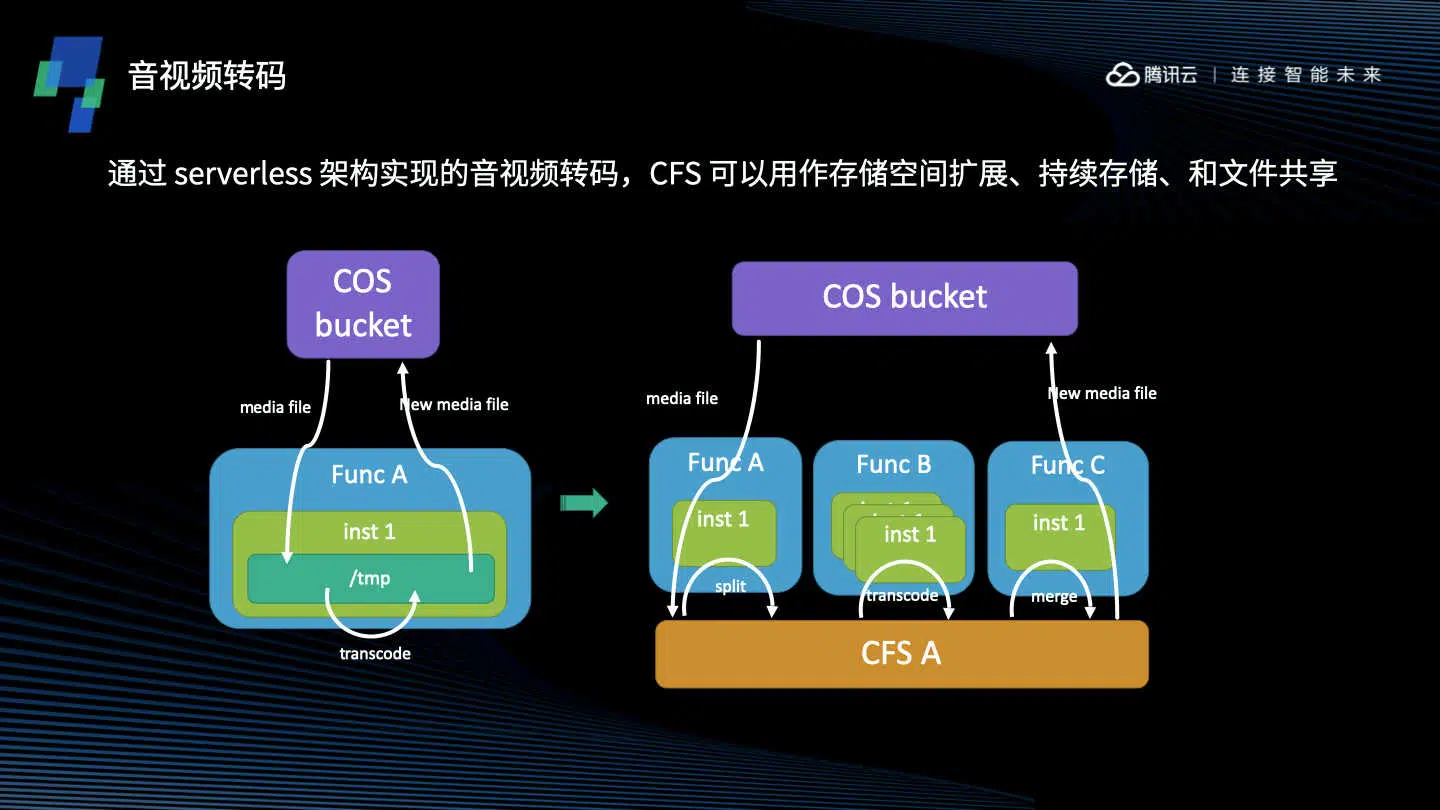 音视频转码
腾讯云 | 连接智能未来
通过 serverless 架构实现的音视频转码，CFS 可以用作存储空间扩展、持续存储、和文件共享
COS
bucket
media file
New media file
Func A
inst 1
/tmp
transcode
COS bucket
media file
New media file
Func A
inst 1
split
Func B
inst 1
transcode
Func C
inst 1
merge
CFS A